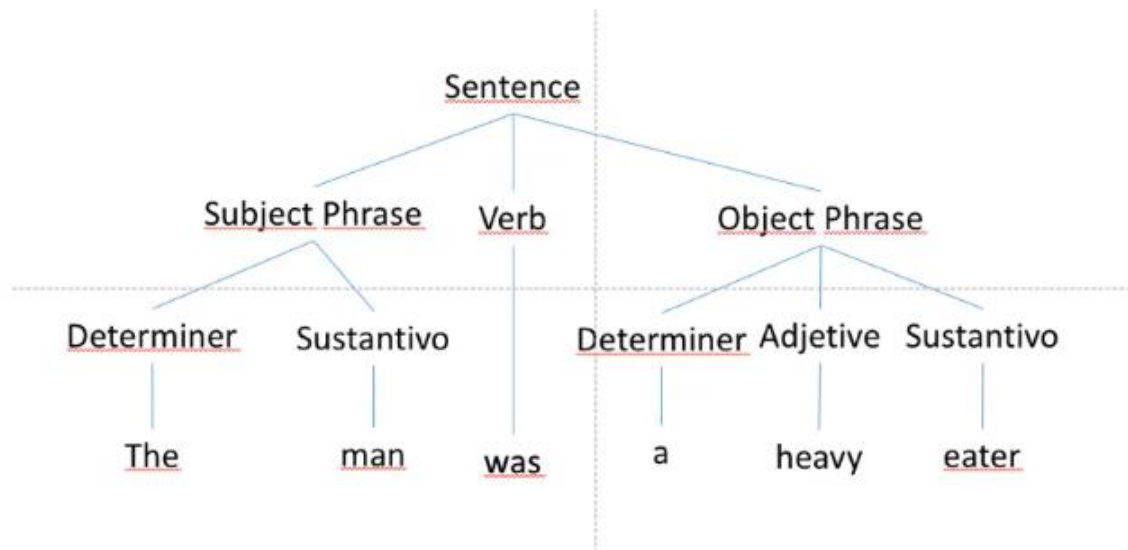 Sentence
Subject Phrase Verb Object Phrase
Determiner Sustantivo Determiner Adjetive Sustantivo
The man was a heavy eater